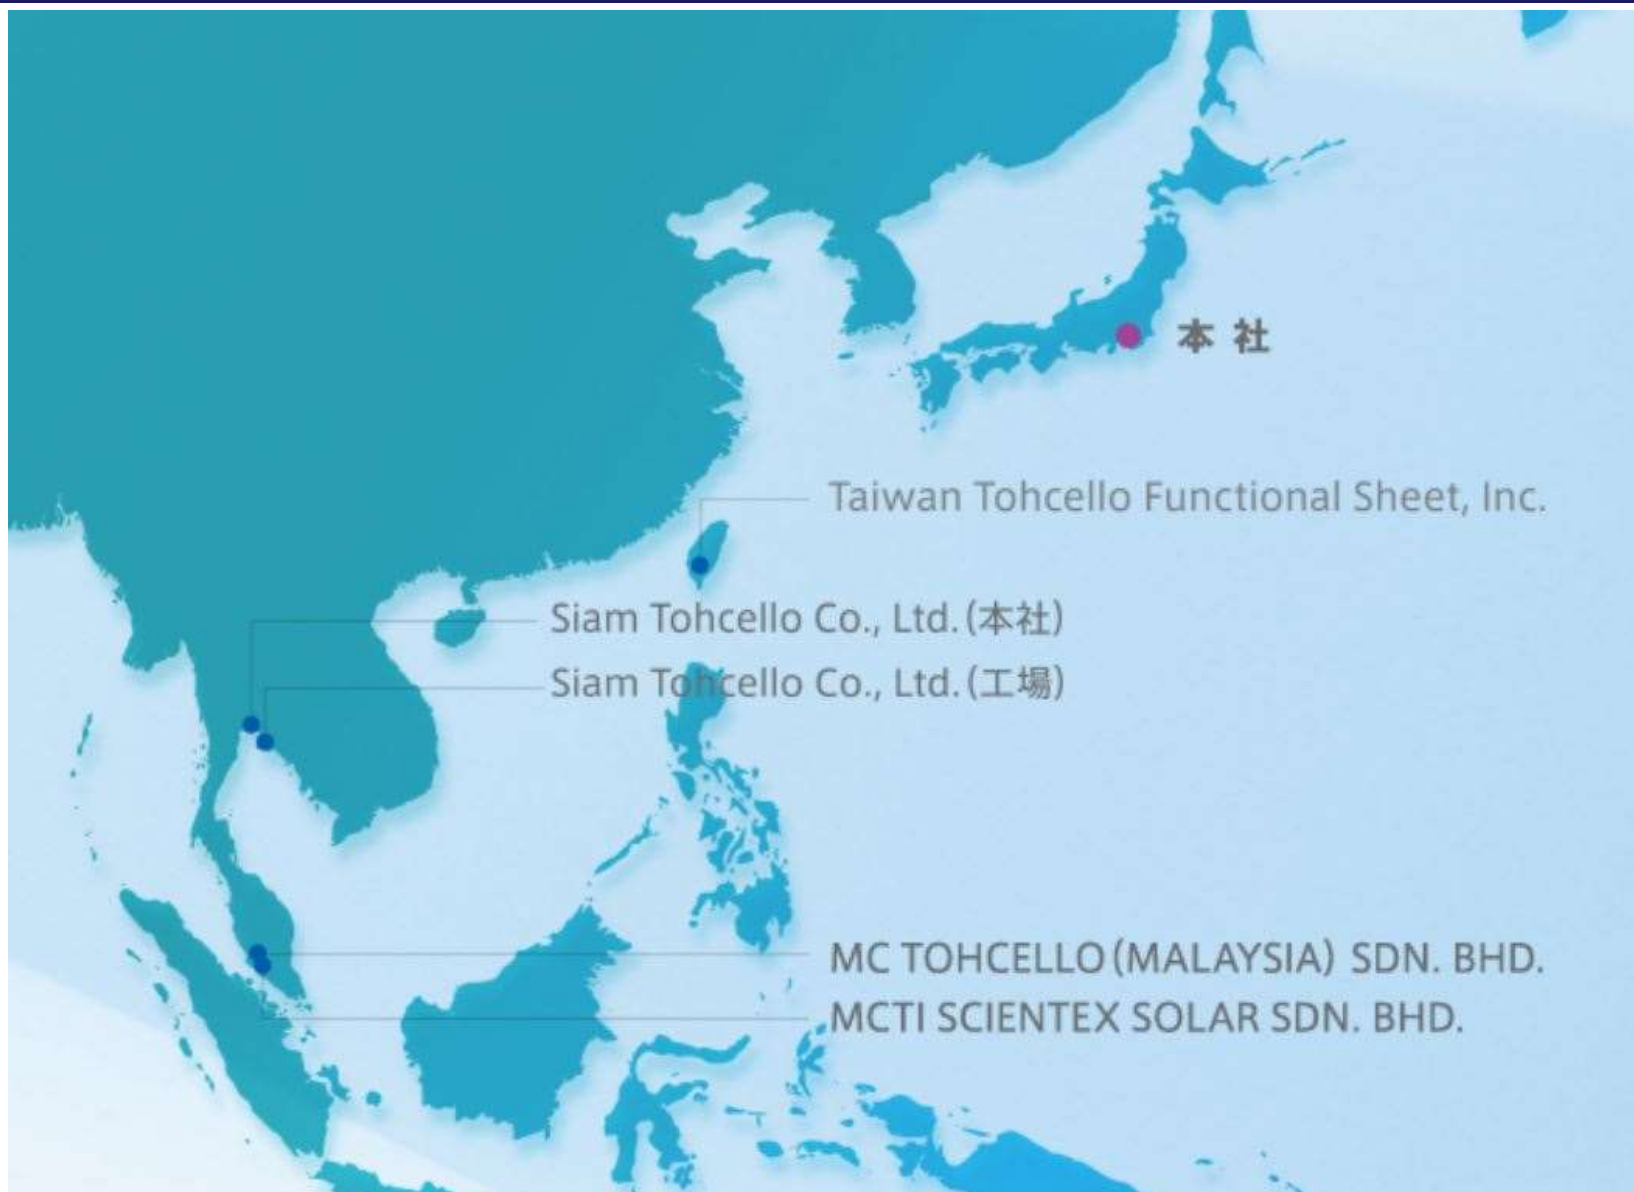 本 社
Taiwan Tohcello Functional Sheet, Inc.
Siam Tohcello Co., Ltd.(本社)
Siam Tohcello Co., Ltd.(工場)
MC TOHCELLO(MALAYSIA) SDN. BHD.
MCTI SCIENTEX SOLAR SDN. BHD.